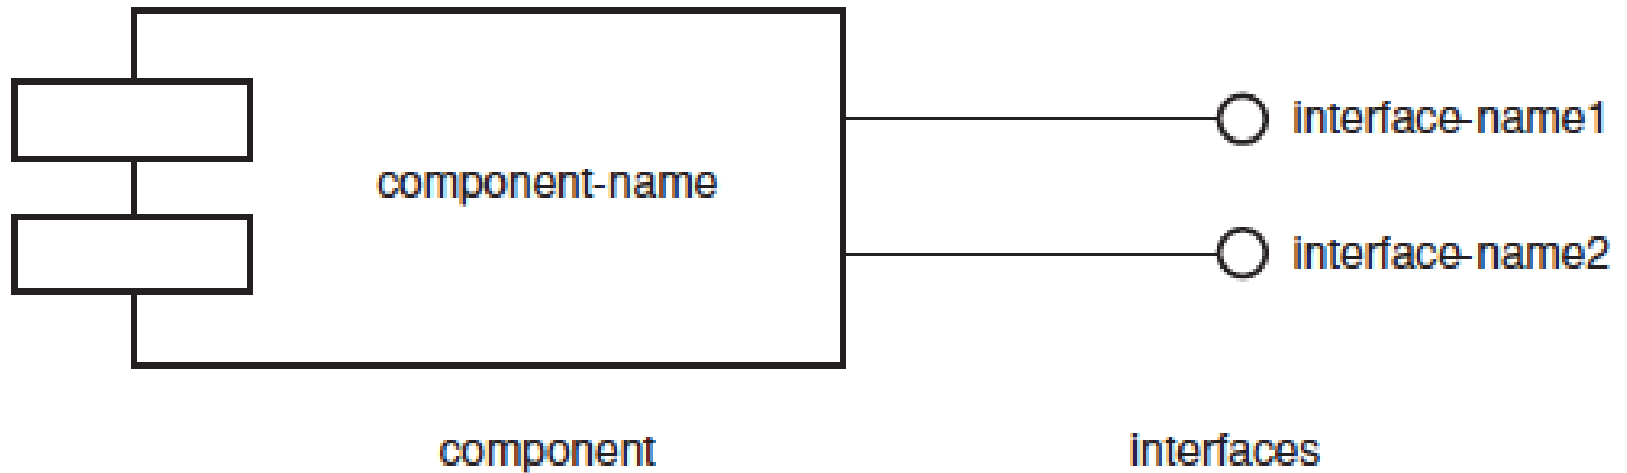 interface-name1
component-name
interface-name2
component
interfaces